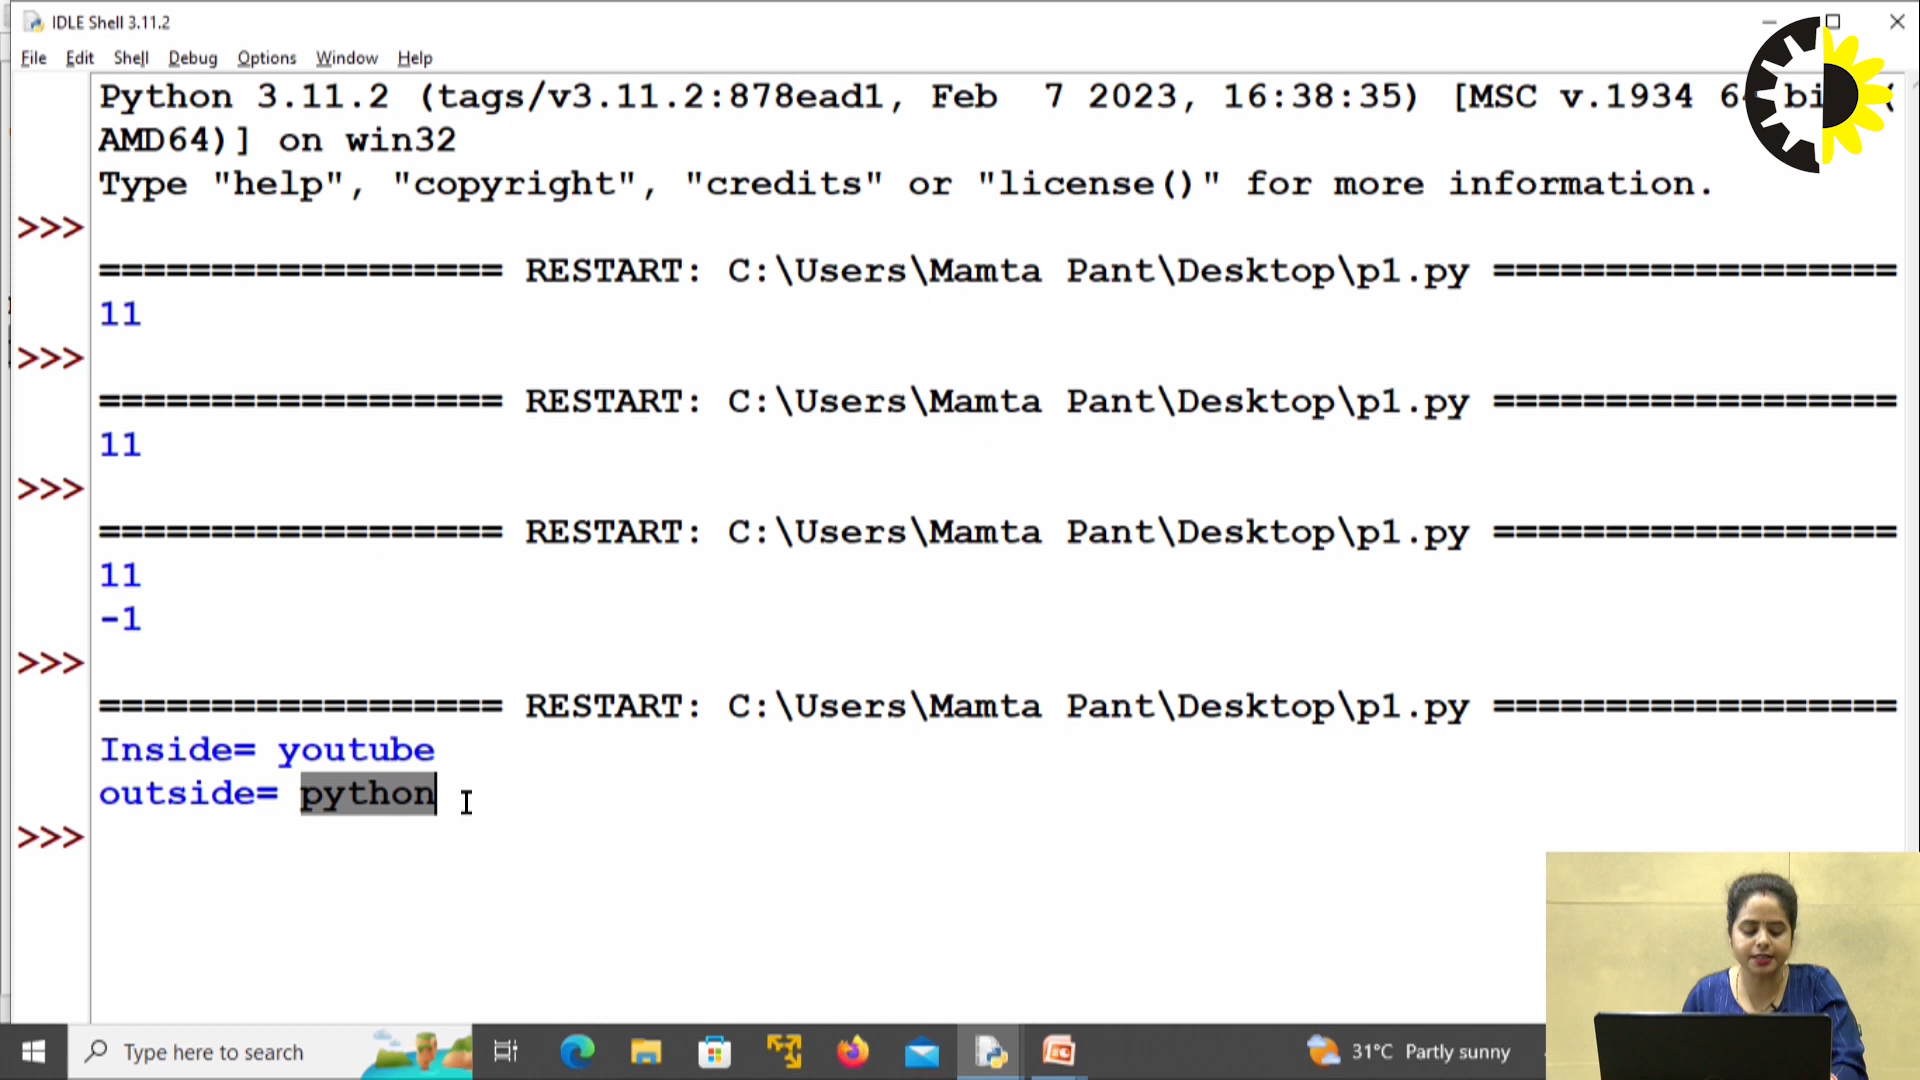 IDLE Shell 3.11.2
File Edit Shell Debug Options Window Help
Python 3.11.2 (tags/v3.11.2:878ead1, Feb  7 2023, 16:38:35) [MSC v.1934 6 bi (
AMD64)] on win32
Type "help", "copyright", "credits" or "license()" for more information.
>>>
================== RESTART: C:\Users\Mamta Pant\Desktop\p1.py ==================
11
>>>
================== RESTART: C:\Users\Mamta Pant\Desktop\p1.py ==================
11
>>>
================== RESTART: C:\Users\Mamta Pant\Desktop\p1.py ==================
11
-1
>>>
================== RESTART: C:\Users\Mamta Pant\Desktop\p1.py ==================
Inside= youtube
outside= python
>>>
Type here to search
31°C Partly sunny